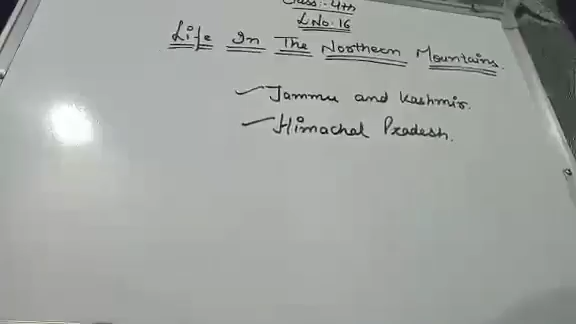 Class:- 4th
L No. 16
Life In The Northern Mountains.
Jammu and Kashmir.
Himachal Pradesh.